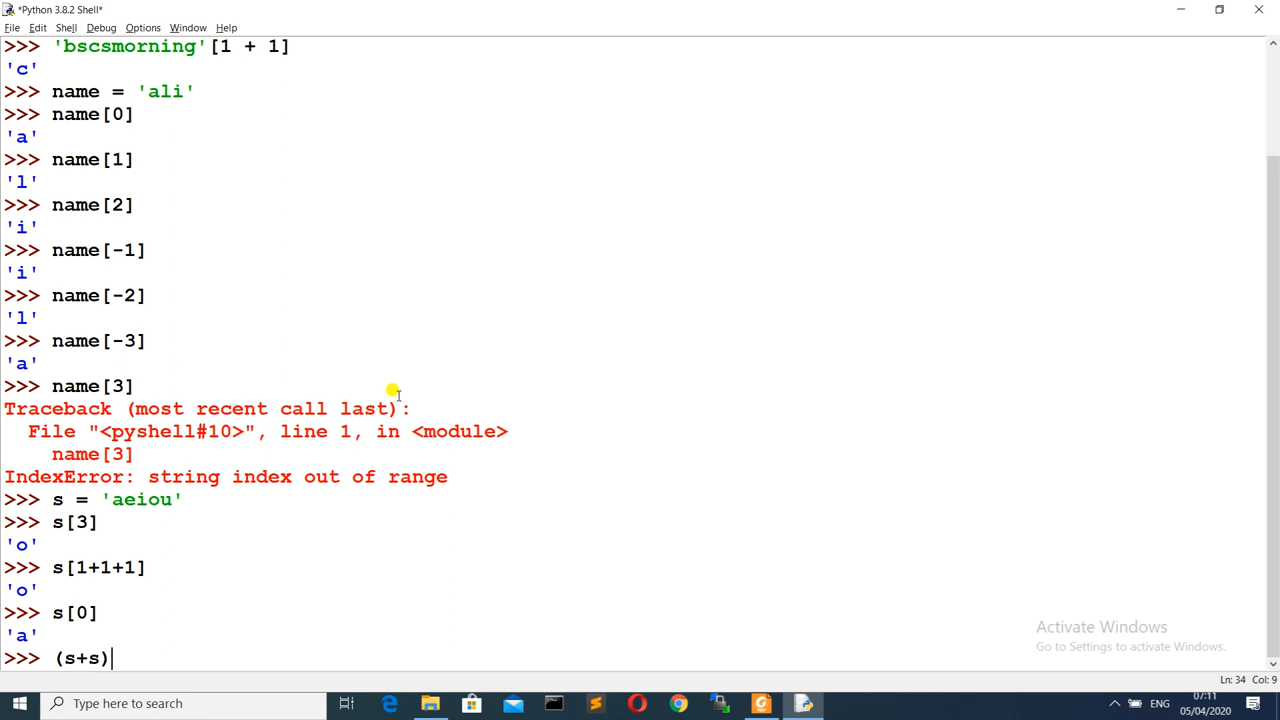 *Python 3.8.2 Shell*
File Edit Shell Debug Options Window Help
>>> 'bscsmorning'[1 + 1]
'c'
>>> name = 'ali'
>>> name[0]
'a'
>>> name[1]
'l'
>>> name[2]
'i'
>>> name[-1]
'i'
>>> name[-2]
'l'
>>> name[-3]
'a'
>>> name[3]
Traceback (most recent call last):
  File "<pyshell#10>", line 1, in <module>
    name[3]
IndexError: string index out of range
>>> s = 'aeiou'
>>> s[3]
'o'
>>> s[1+1+1]
'o'
>>> s[0]
'a'
>>> (s+s)
Activate Windows
Go to Settings to activate Windows.
Ln: 34 Col: 9
Type here to search
ENG
07:11
05/04/2020